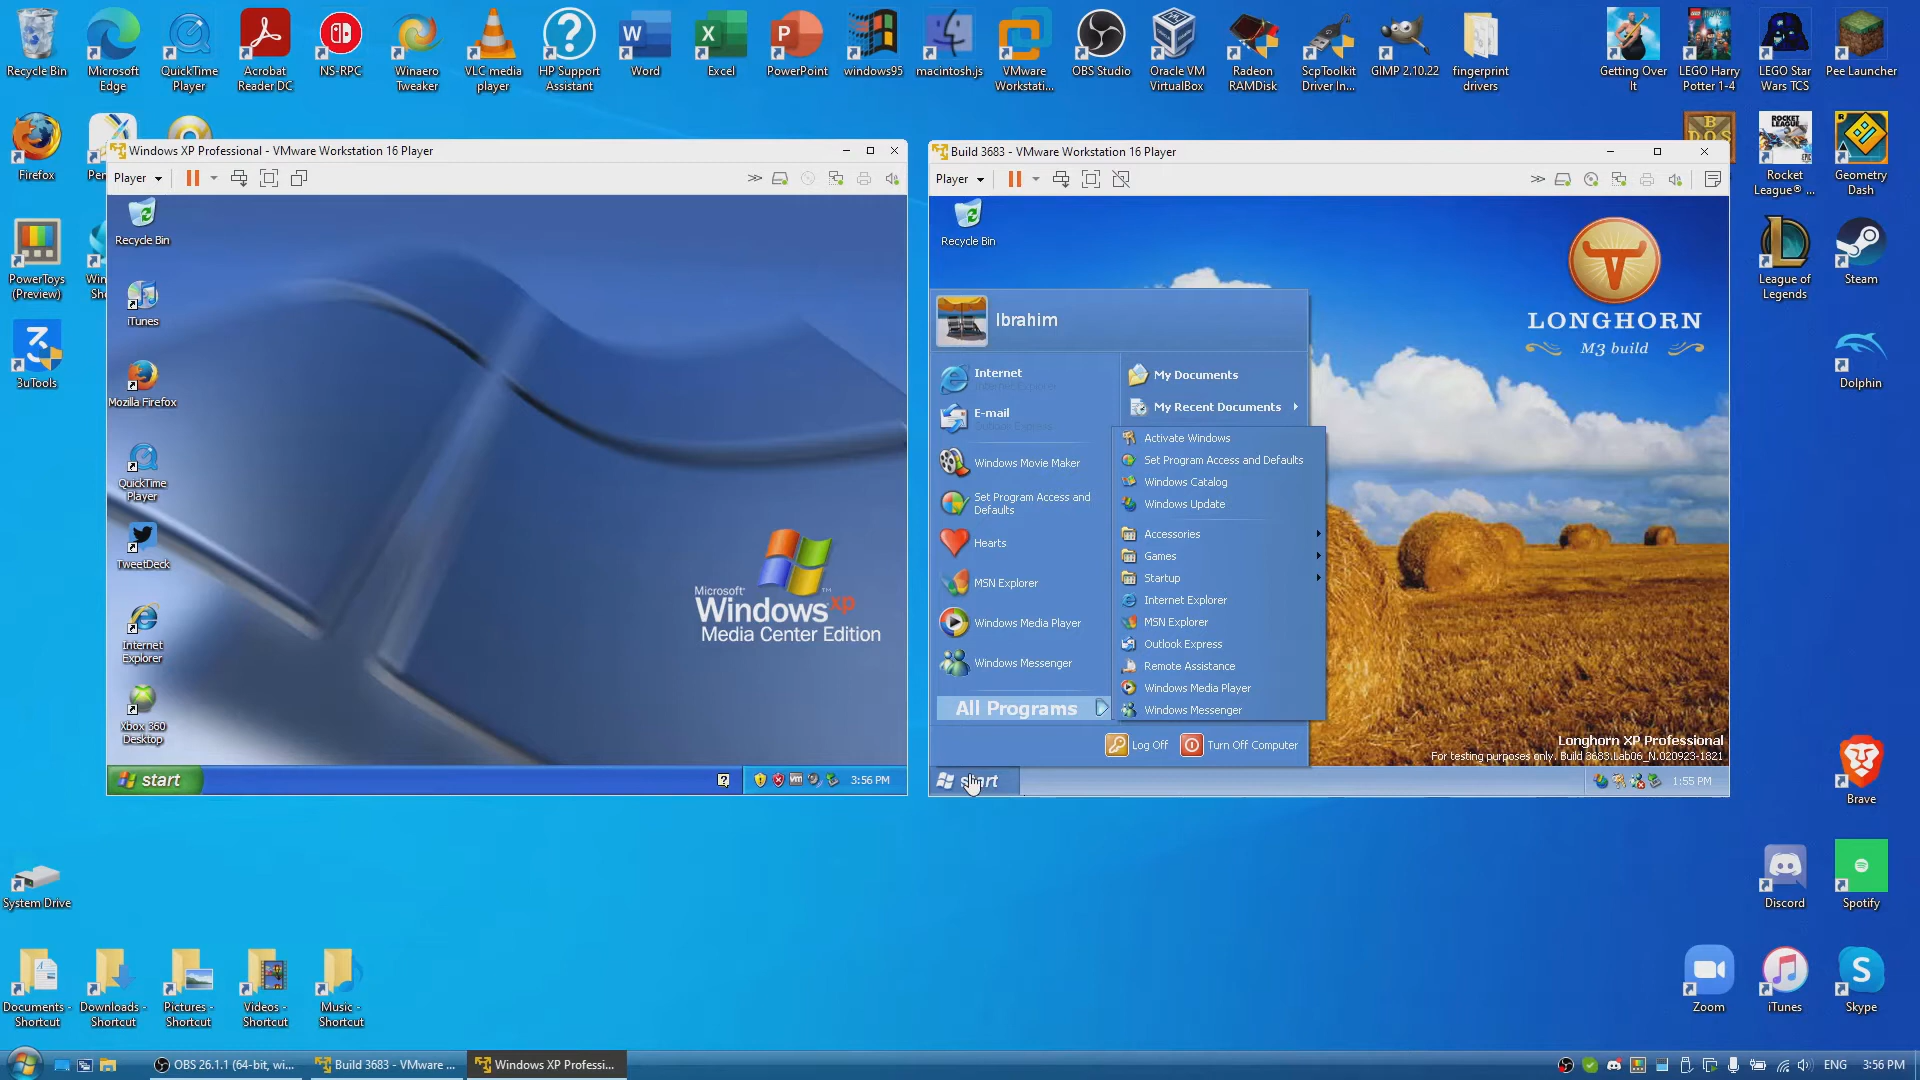 Recycle Bin
Microsoft
Edge
QuickTime
Player
Acrobat
Reader DC
NS-RPC
Winaero
Tweaker
VLC media
player
HP Support
Assistant
Word
Excel
PowerPoint
windows95
macintosh.js
VMware
Workstati...
OBS Studio
Oracle VM
VirtualBox
Radeon
RAMDisk
ScpToolkit
Driver In...
GIMP 2.10.22
fingerprint
drivers
Getting Over
It
LEGO Harry
Potter 1-4
LEGO Star
Wars TCS
Pee Launcher
Firefox
Rocket
League® ...
Geometry
Dash
PowerToys
(Preview)
League of
Legends
Steam
3uTools
Dolphin
Windows XP Professional - VMware Workstation 16 Player
Player
Recycle Bin
iTunes
Mozilla Firefox
QuickTime
Player
TweetDeck
Internet
Explorer
Xbox 360
Desktop
Microsoft
Windows xp
Media Center Edition
start
3:56 PM
Build 3683 - VMware Workstation 16 Player
Player
Recycle Bin
LONGHORN
M3 build
Ibrahim
Internet
Internet Explorer
E-mail
Outlook Express
Windows Movie Maker
Set Program Access and
Defaults
Hearts
MSN Explorer
Windows Media Player
Windows Messenger
All Programs
My Documents
My Recent Documents
Activate Windows
Set Program Access and Defaults
Windows Catalog
Windows Update
Accessories
Games
Startup
Internet Explorer
MSN Explorer
Outlook Express
Remote Assistance
Windows Media Player
Windows Messenger
Log Off
Turn Off Computer
Longhorn XP Professional
For testing purposes only. Build 3683.Lab06_N.020923-1821
start
1:55 PM
Brave
System Drive
Discord
Spotify
Documents -
Shortcut
Downloads -
Shortcut
Pictures -
Shortcut
Videos -
Shortcut
Music -
Shortcut
Zoom
iTunes
Skype
OBS 26.1.1 (64-bit, wi...
Build 3683 - VMware ...
Windows XP Professi...
ENG
3:56 PM